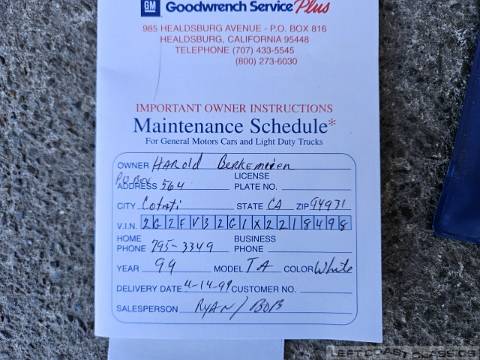 GM Goodwrench Service Plus
965 HEALDSBURG AVENUE - P.O. BOX 816
HEALDSBURG, CALIFORNIA 95448
TELEPHONE (707) 433-5545
(800) 273-6030
IMPORTANT OWNER INSTRUCTIONS
Maintenance Schedule*
For General Motors Cars and Light Duty Trucks
OWNER HAROLD
P.O. BOX LICENSE
ADDRESS 564 PLATE NO.
CITY Cotati STATE CA ZIP 94931
V.I.N. 2G2FV32G1X2218498
HOME BUSINESS
PHONE 795-3349 PHONE
YEAR 99 MODEL TA COLOR White
DELIVERY DATE 4-14-99 CUSTOMER NO.
SALESPERSON RYAN/BOB